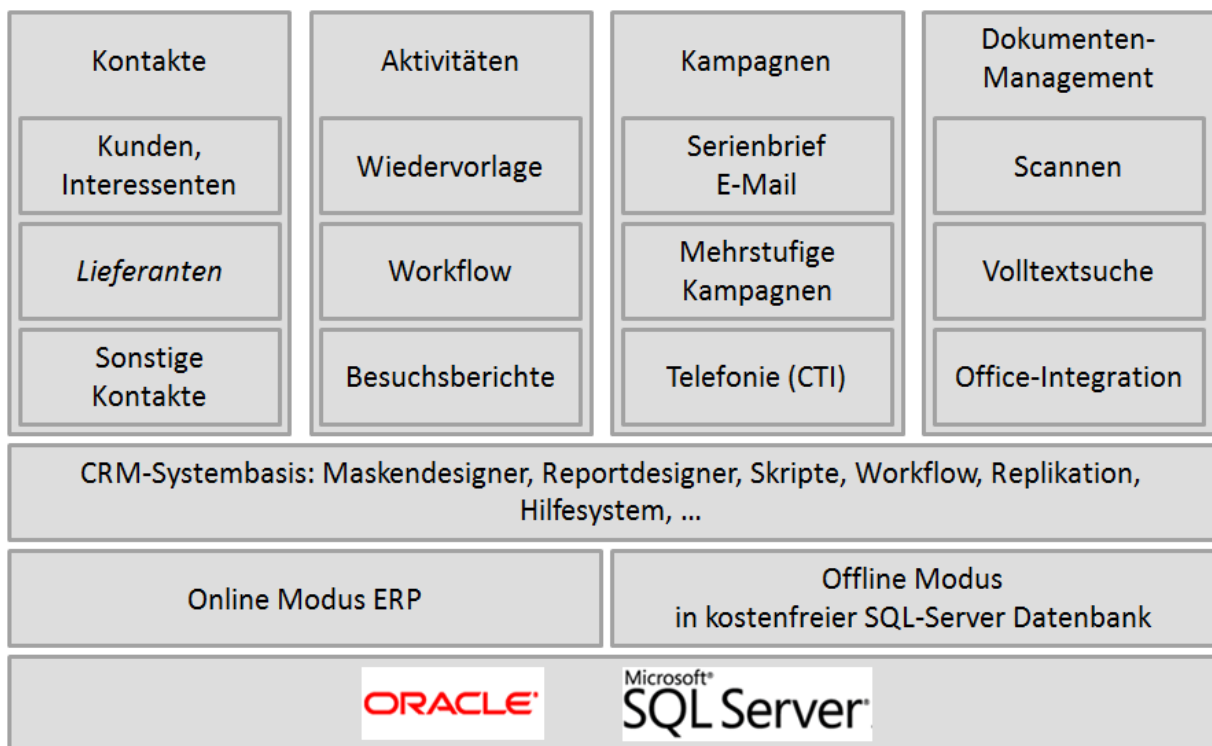 Kontakte
Kunden,
Interessenten
Lieferanten
Sonstige
Kontakte
Aktivitäten
Wiedervorlage
Workflow
Besuchsberichte
Kampagnen
Serienbrief
E-Mail
Mehrstufige
Kampagnen
Telefonie (CTI)
Dokumenten-
Management
Scannen
Volltextsuche
Office-Integration
CRM-Systembasis: Maskendesigner, Reportdesigner, Skripte, Workflow, Replikation,
Hilfesystem, ...
Online Modus ERP
Offline Modus
in kostenfreier SQL-Server Datenbank
ORACLE®
Microsoft®
SQL Server®